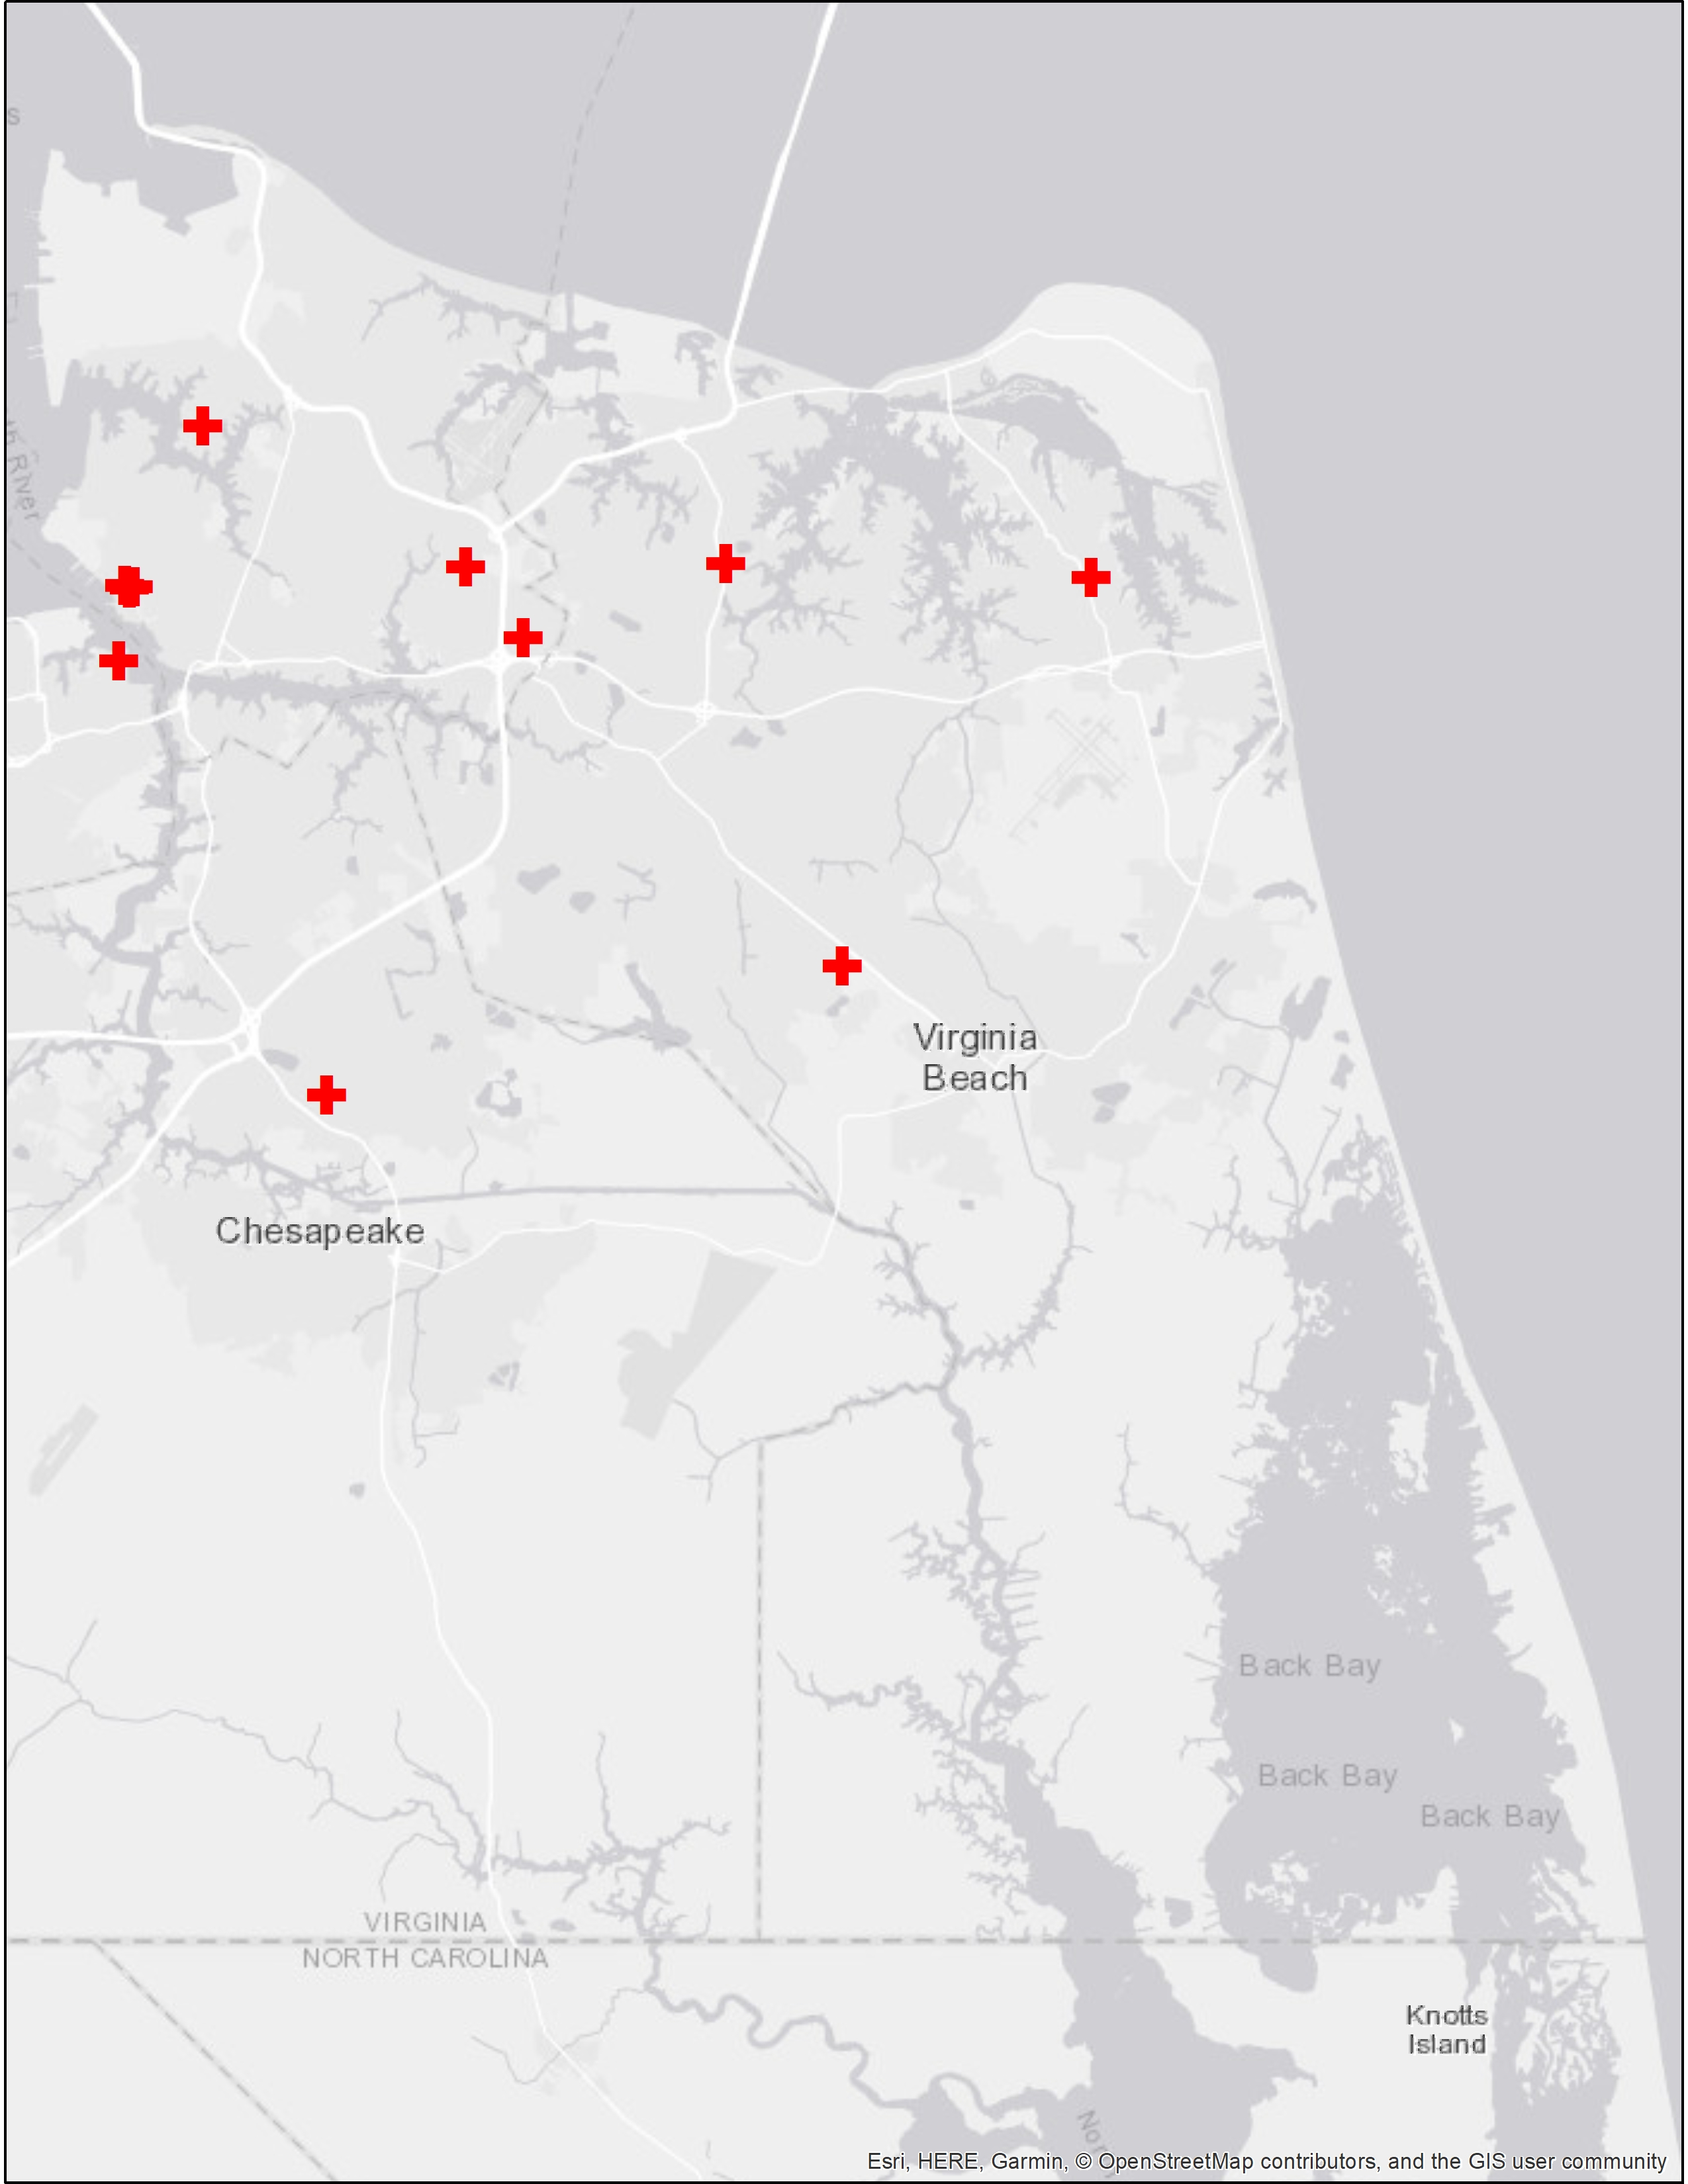 s
River
Virginia
Beach
Chesapeake
Back Bay
Back Bay
Back Bay
VIRGINIA
NORTH CAROLINA
Knotts
Island
Esri, HERE, Garmin, © OpenStreetMap contributors, and the GIS user community